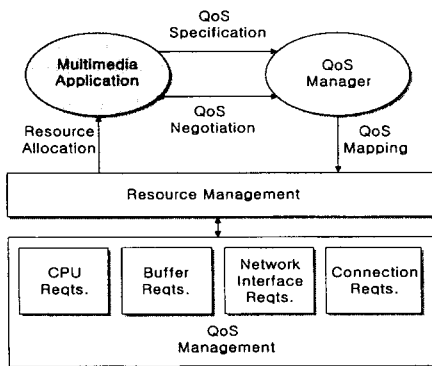 QoS
Specification
Multimedia
Application
QoS
Manager
QoS
Negotiation
Resource
Allocation
QoS
Mapping
Resource Management
CPU
Reqts.
Buffer
Reqts.
Network
Interface
Reqts.
Connection
Reqts.
QoS
Management